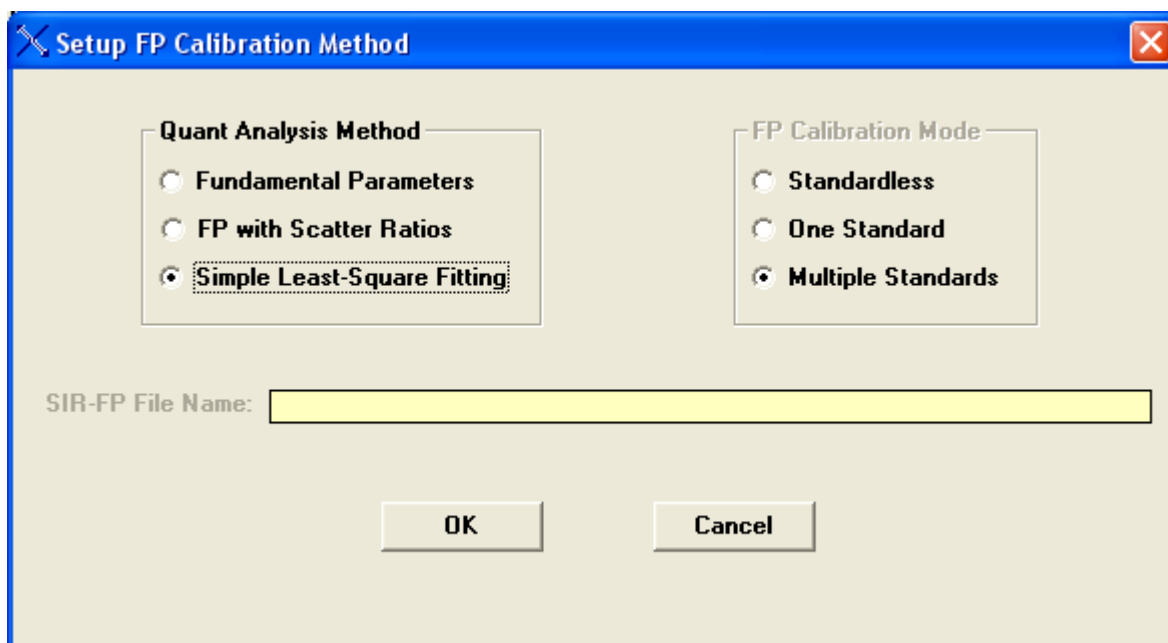 Setup FP Calibration Method
Quant Analysis Method
Fundamental Parameters
FP with Scatter Ratios
Simple Least-Square Fitting
FP Calibration Mode
Standardless
One Standard
Multiple Standards
SIR-FP File Name:
OK
Cancel